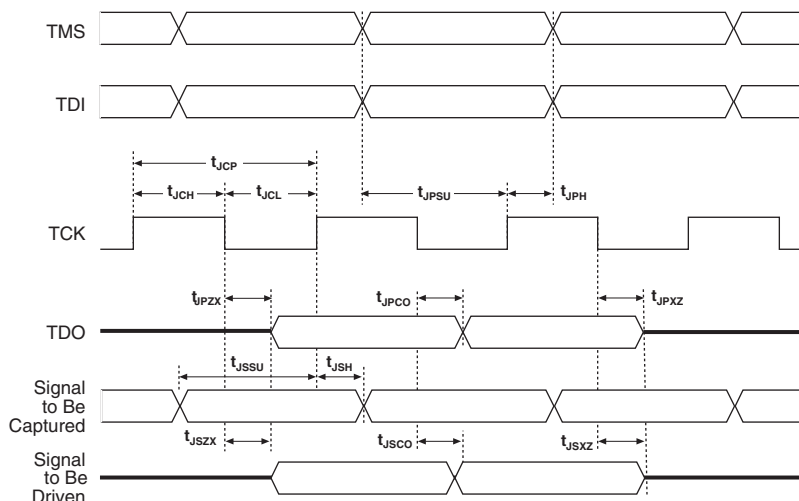 TMS
TDI
tJCP
tJCH
tJCL
tJPSU
tJPH
TCK
tJPZX
tJPCO
tJPXZ
TDO
tJSSU
tJSH
Signal
to Be
Captured
tJSZX
tJSCO
tJSXZ
Signal
to Be
Driven